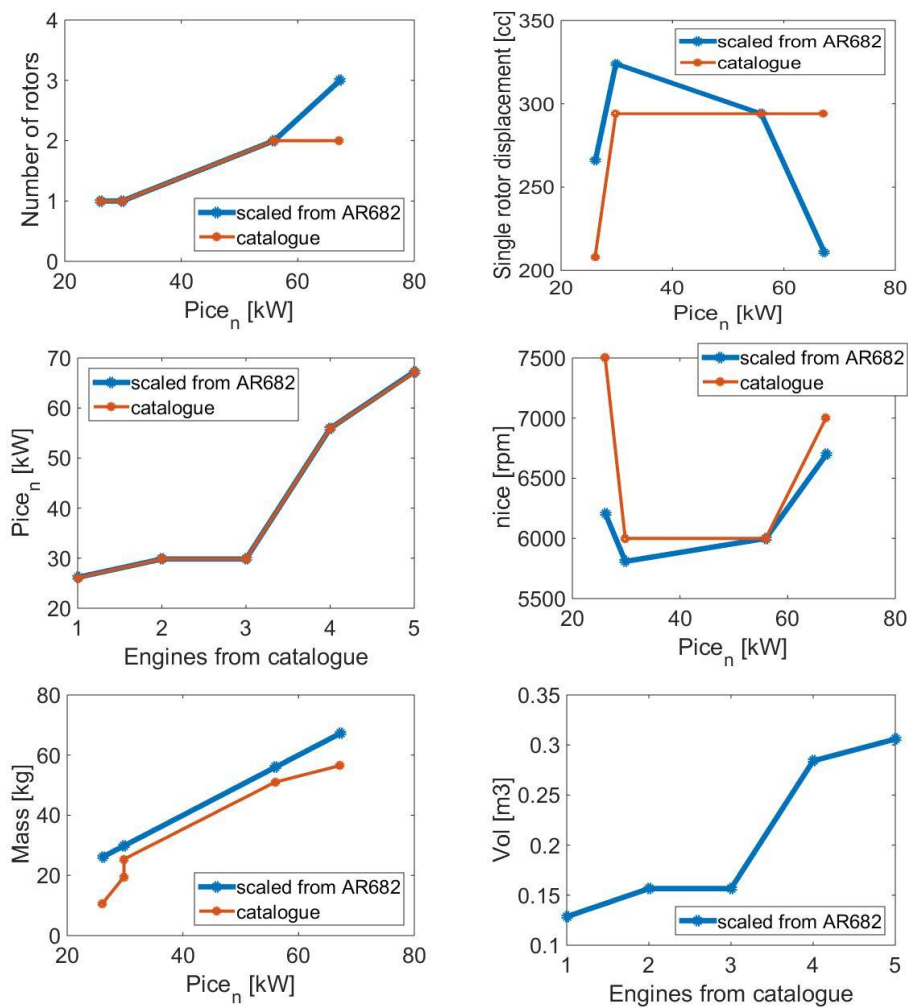 4
3
2
1
0
20
40
60
80
Number of rotors
Pice_n [kW]
scaled from AR682
catalogue
350
300
250
200
20
40
60
80
Single rotor displacement [cc]
Pice_n [kW]
scaled from AR682
catalogue
70
60
50
40
30
20
1
2
3
4
5
Pice_n [kW]
Engines from catalogue
scaled from AR682
catalogue
7500
7000
6500
6000
5500
20
40
60
80
nice [rpm]
Pice_n [kW]
scaled from AR682
catalogue
80
60
40
20
0
20
40
60
80
Mass [kg]
Pice_n [kW]
scaled from AR682
catalogue
0.35
0.3
0.25
0.2
0.15
0.1
1
2
3
4
5
Vol [m3]
Engines from catalogue
scaled from AR682